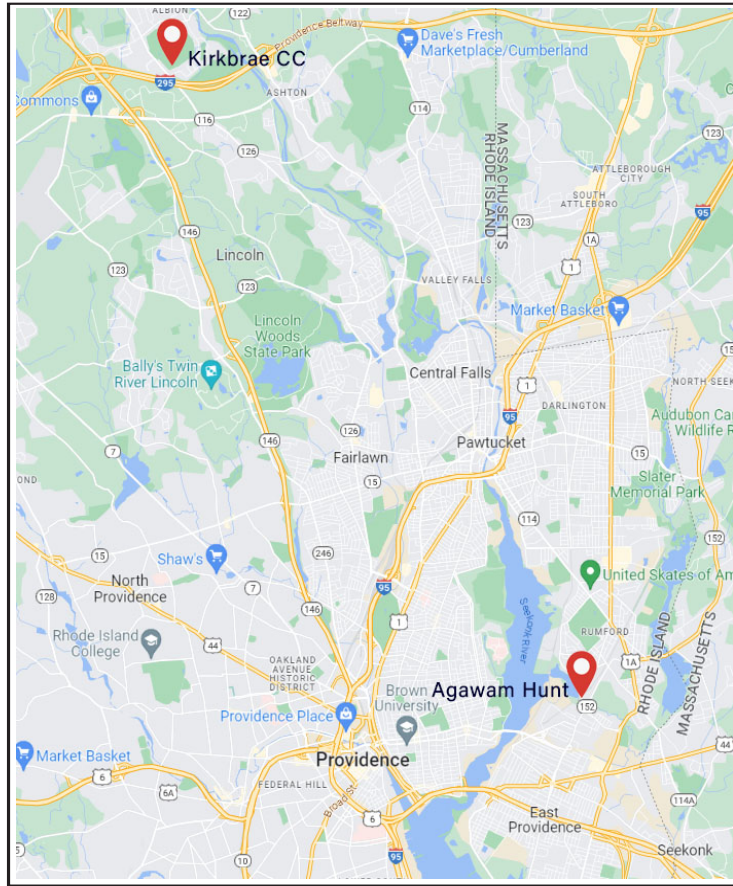 ALBION
122
Providence Beltway
Dave's Fresh
Marketplace/Cumberland
Kirkbrae CC
295
ASHTON
Commons
116
114
126
MASSACHUSETTS
RHODE ISLAND
123
ATTLEBOROUGH
CITY
SOUTH
ATTLEBORO
95
146
123
1A
Lincoln
1
123
123
VALLEY FALLS
Market Basket
Lincoln
Woods
State Park
Bally's Twin
River Lincoln
Central Falls
1
NORTH SEEK
DARLINGTON
95
Audubon Car
Wildlife R
146
126
Pawtucket
7
Fairlawn
15
15
Slater
Memorial Park
114
152
15
Shaw's
246
North
Providence
7
95
United Skates of Am
128
146
Seekonk River
1
Rhode Island
College
44
RUMFORD
RHODE ISLAND
MASSACHUSETTS
OAKLAND
AVENUE
HISTORIC
DISTRICT
1A
Brown
University
Agawam Hunt
152
Providence Place
Market Basket
Providence
44
6
6A
FEDERAL HILL
Broad St
6
114A
East
Providence
Seekonk
10
95